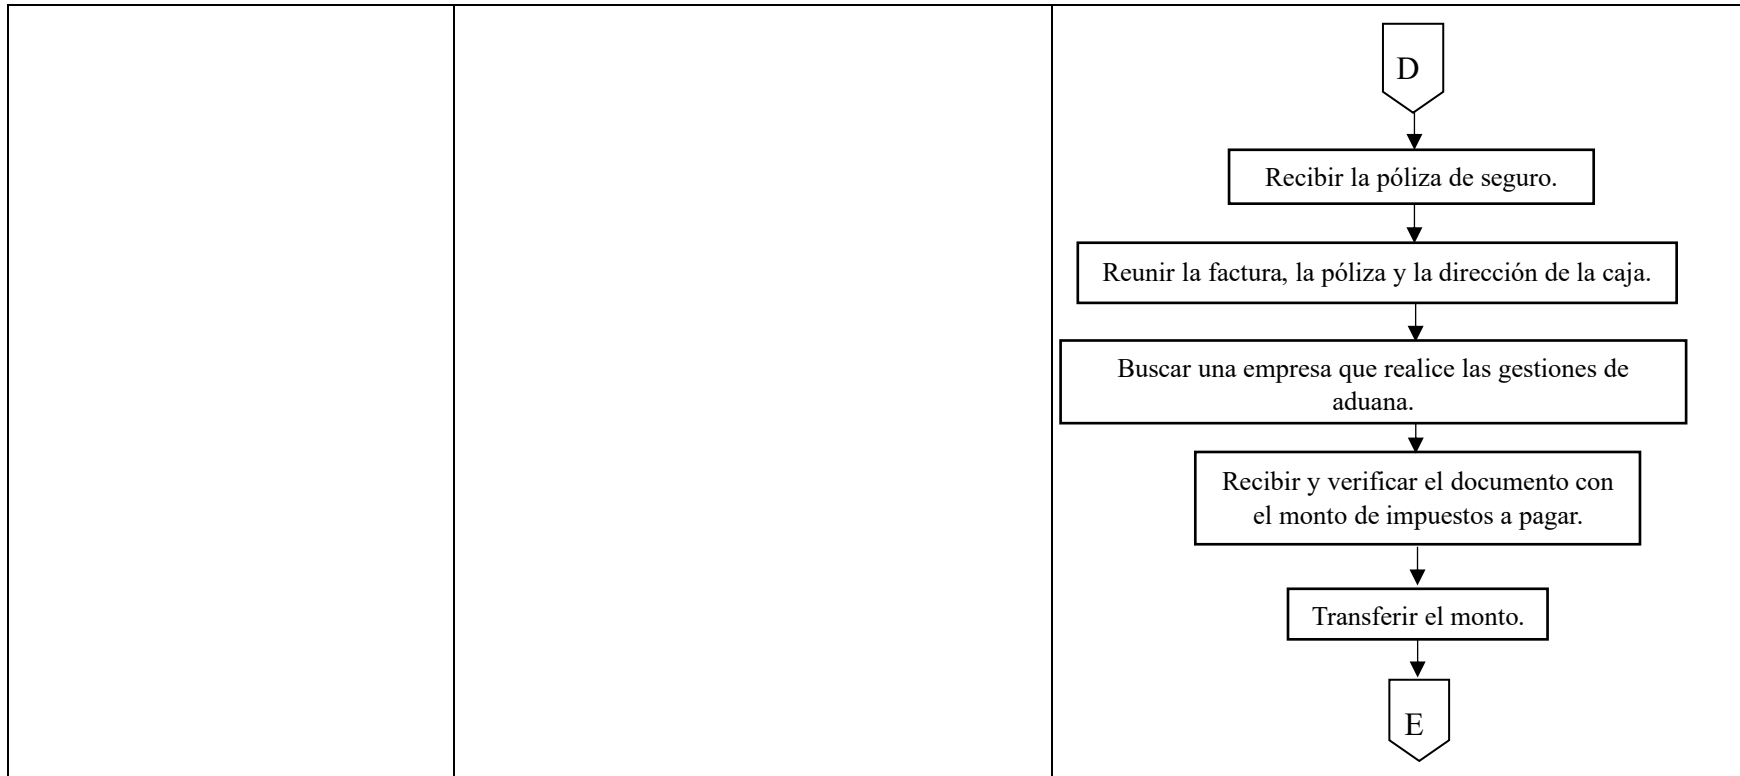 D
Recibir la póliza de seguro.
Reunir la factura, la póliza y la dirección de la caja.
Buscar una empresa que realice las gestiones de
aduana.
Recibir y verificar el documento con
el monto de impuestos a pagar.
Transferir el monto.
E